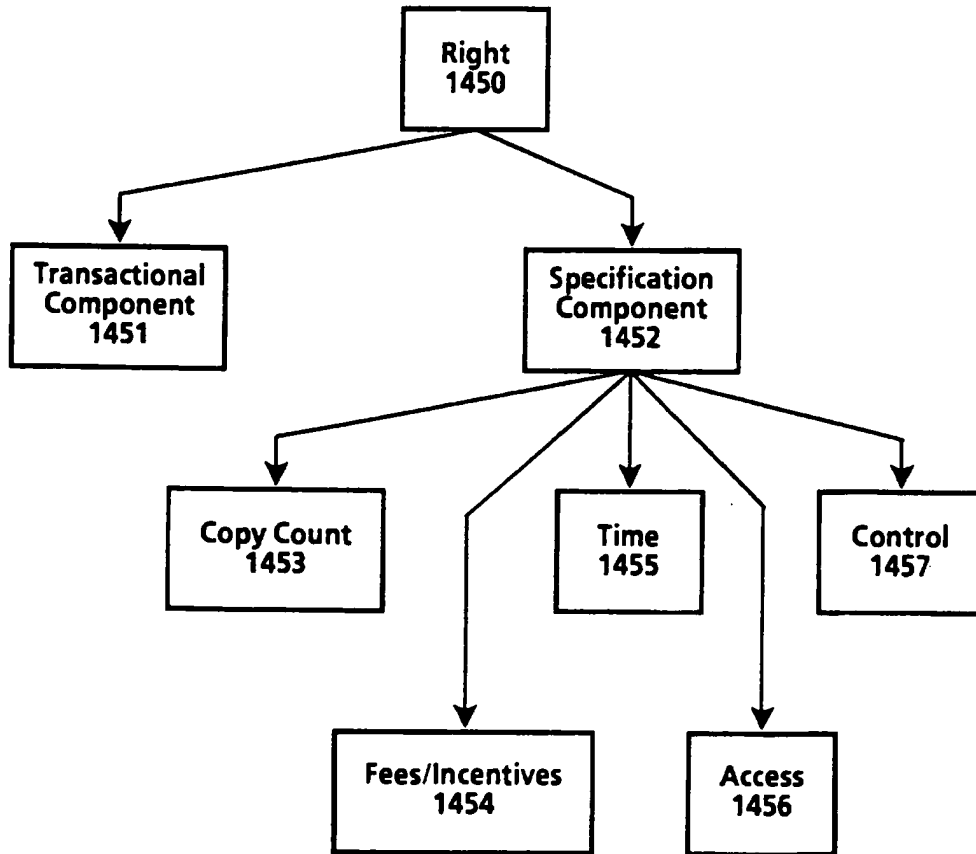 Right
1450
Transactional
Component
1451
Specification
Component
1452
Copy Count
1453
Time
1455
Control
1457
Fees/Incentives
1454
Access
1456